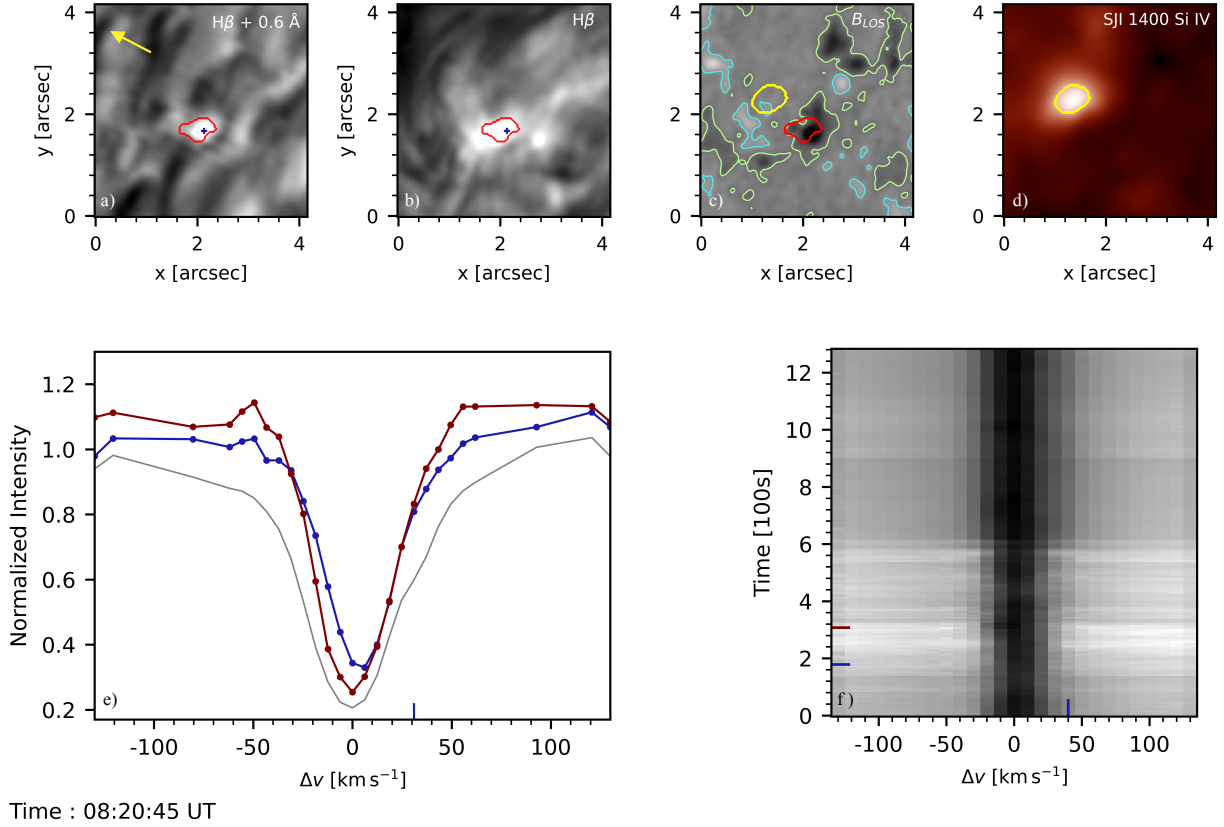 Hβ + 0.6 Å
Hβ
B_LOS
SJI 1400 Si IV
y [arcsec]
4
2
0
a)
0 2 4
x [arcsec]
y [arcsec]
4
2
0
b)
0 2 4
x [arcsec]
4
2
0
c)
0 2 4
x [arcsec]
4
2
0
d)
0 2 4
x [arcsec]
Normalized Intensity
1.2
1.0
0.8
0.6
0.4
0.2
e)
-100 -50 0 50 100
Δv [km s⁻¹]
Time [100s]
12
10
8
6
4
2
0
f)
-100 -50 0 50 100
Δv [km s⁻¹]
Time : 08:20:45 UT